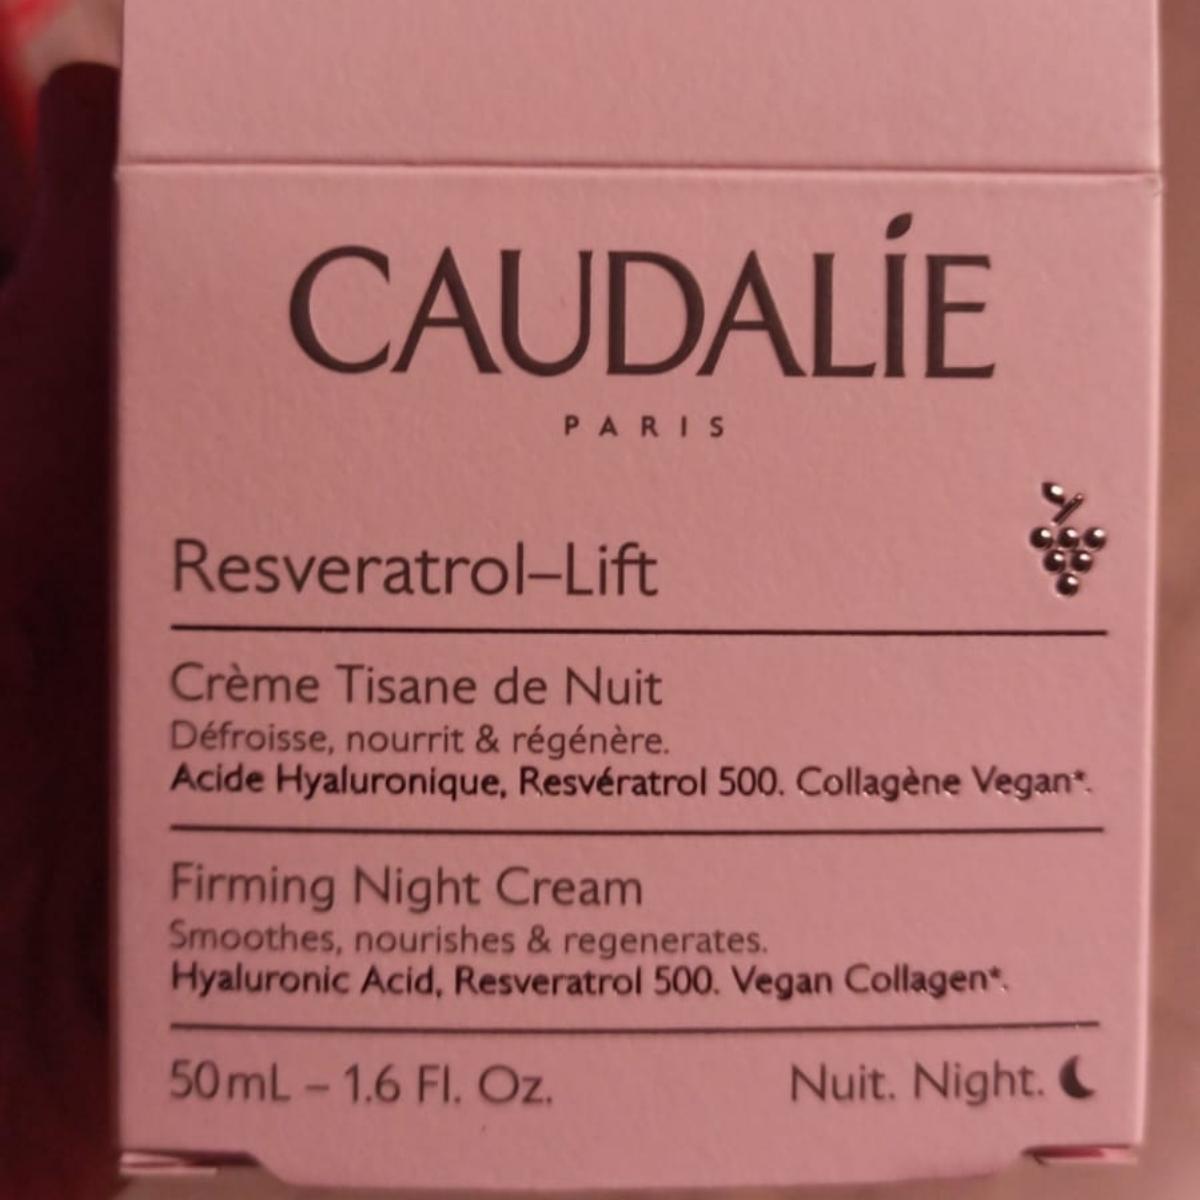 CAUDALÍE
PARIS
Resveratrol–Lift
Crème Tisane de Nuit
Défroisse, nourrit & régénère.
Acide Hyaluronique, Resvératrol 500. Collagène Vegan*.
Firming Night Cream
Smoothes, nourishes & regenerates.
Hyaluronic Acid, Resveratrol 500. Vegan Collagen*.
50mL – 1.6 Fl. Oz.
Nuit. Night.